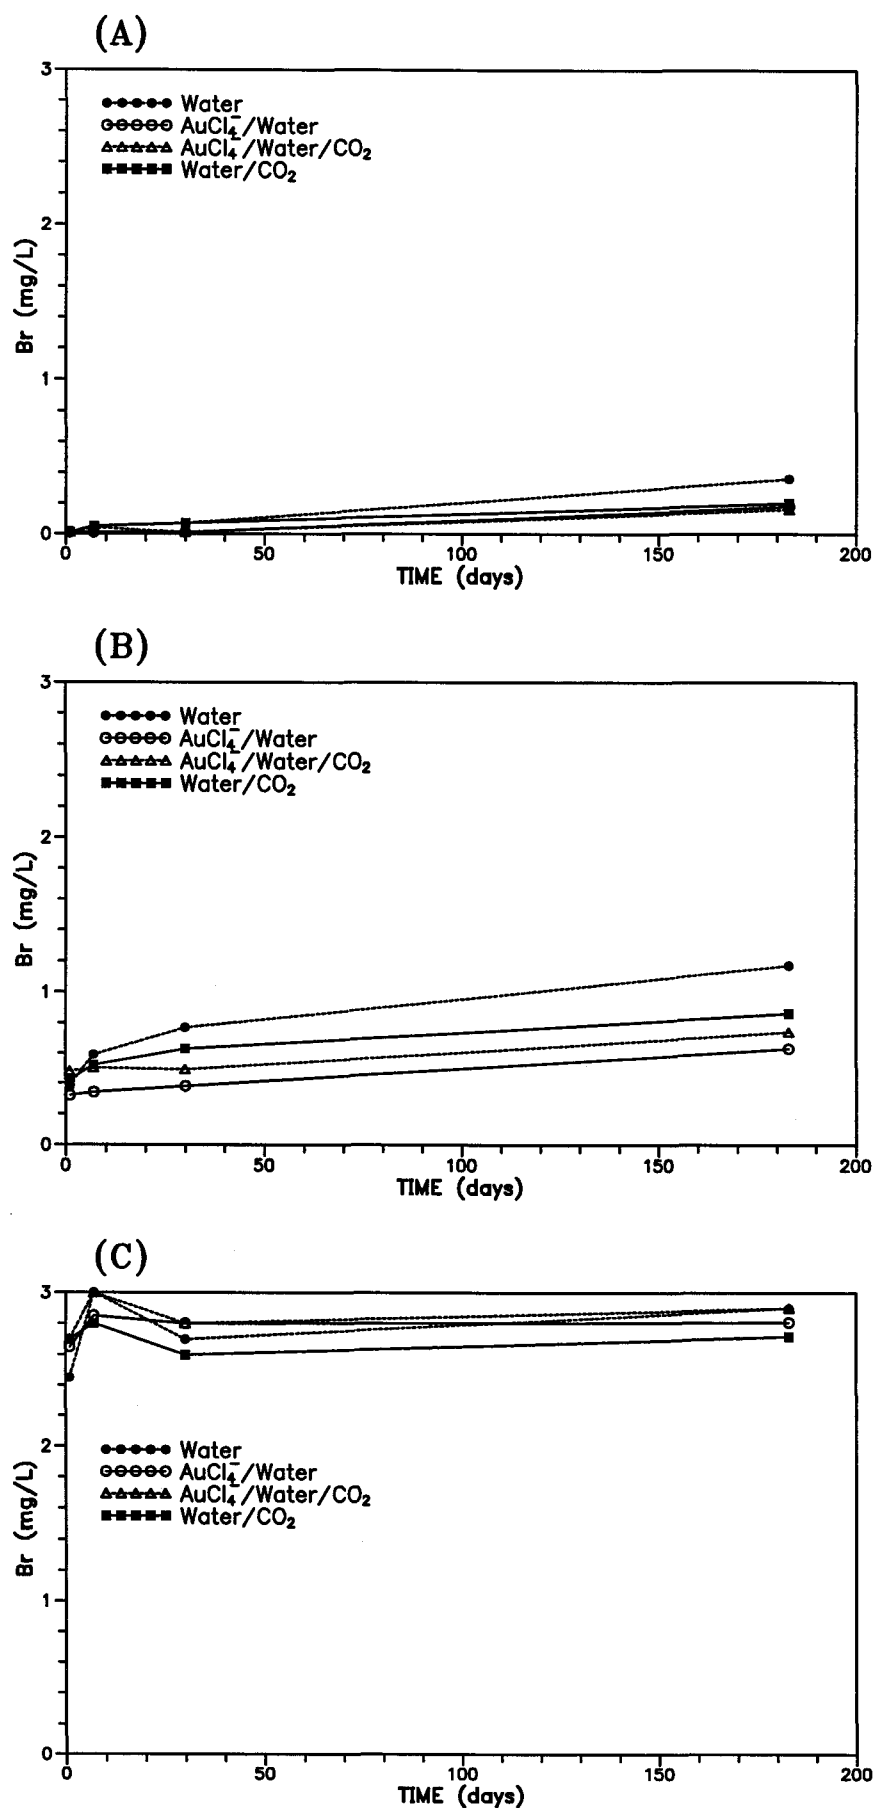 (A)
3
Water
AuCl₄⁻/Water
AuCl₄⁻/Water/CO₂
Water/CO₂
2
Br (mg/L)
1
0
0 50 100 150 200
TIME (days)
(B)
3
Water
AuCl₄⁻/Water
AuCl₄⁻/Water/CO₂
Water/CO₂
2
Br (mg/L)
1
0
0 50 100 150 200
TIME (days)
(C)
3
2
Water
AuCl₄⁻/Water
AuCl₄⁻/Water/CO₂
Water/CO₂
Br (mg/L)
1
0
0 50 100 150 200
TIME (days)